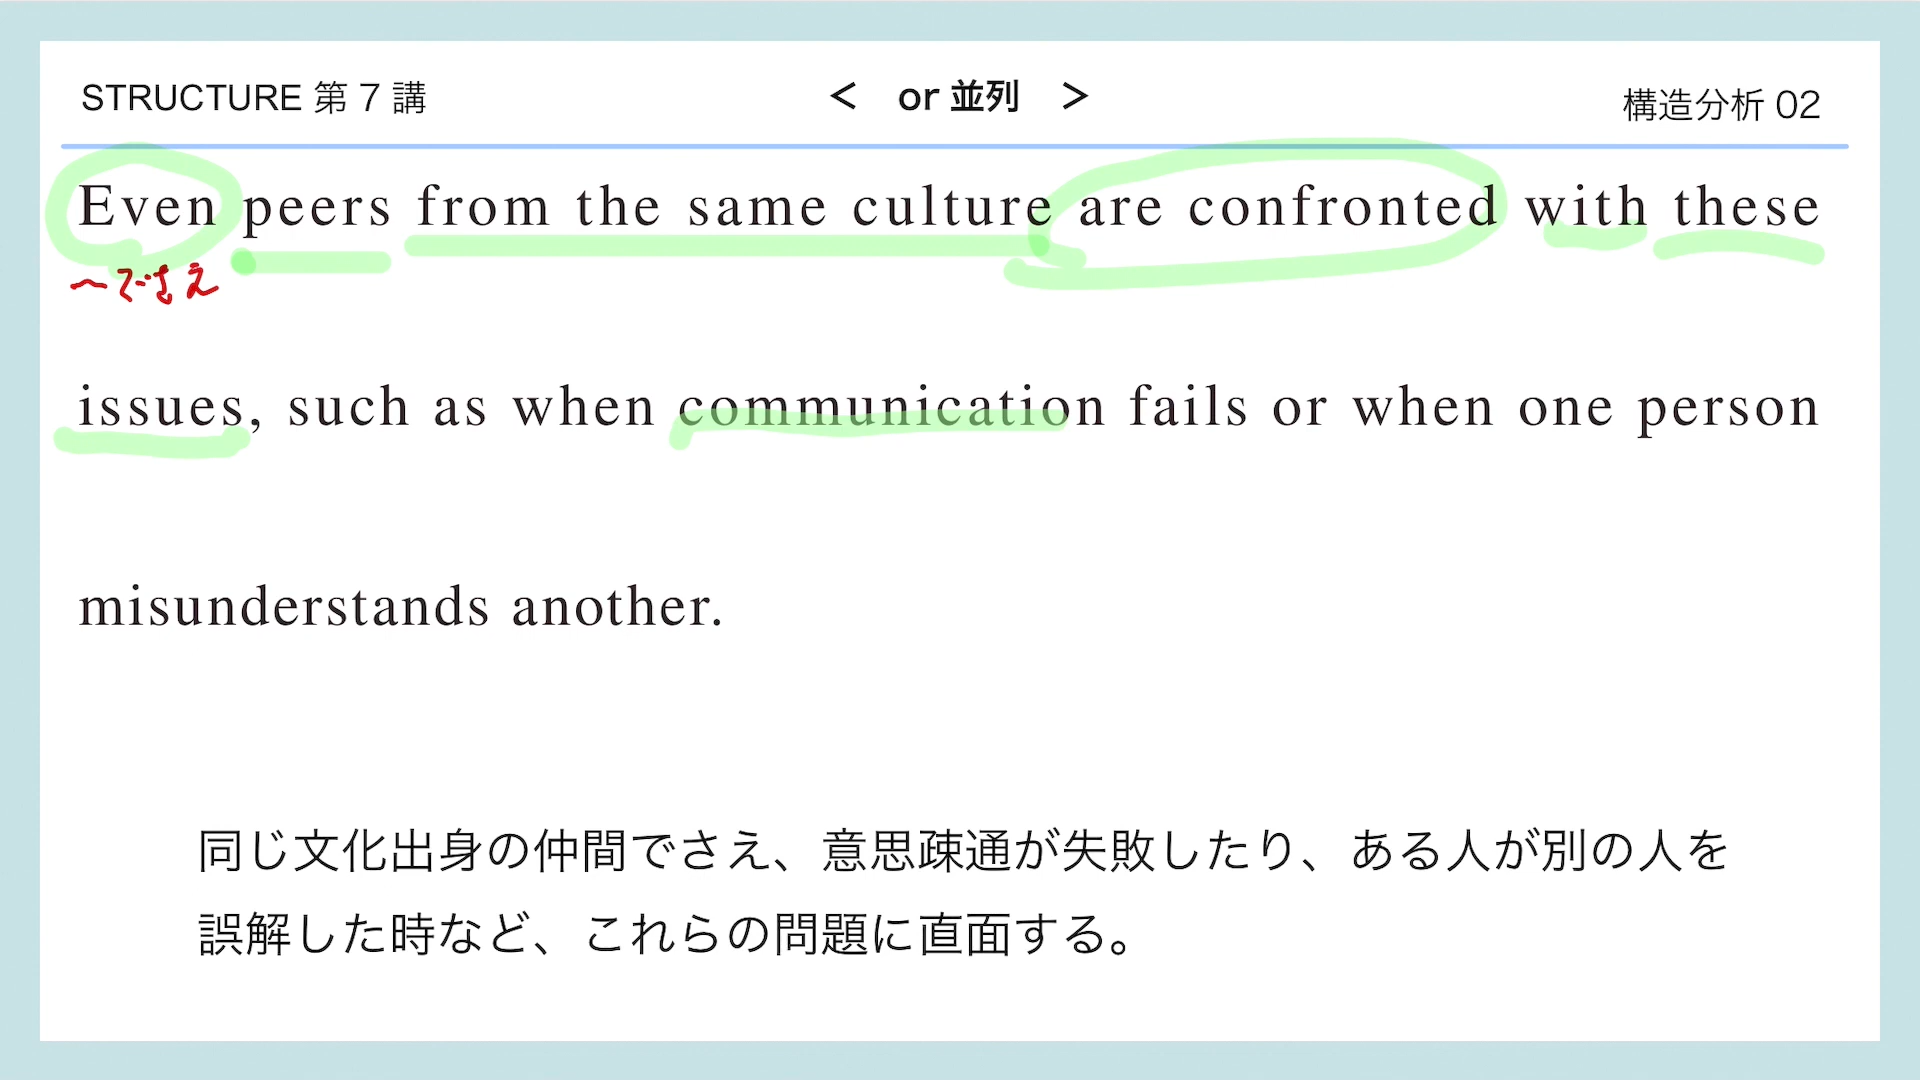 STRUCTURE 第 7 講
< or 並列 >
構造分析 02
Even peers from the same culture are confronted with these
〜でさえ
issues, such as when communication fails or when one person
misunderstands another.
同じ文化出身の仲間でさえ、意思疎通が失敗したり、ある人が別の人を
誤解した時など、これらの問題に直面する。